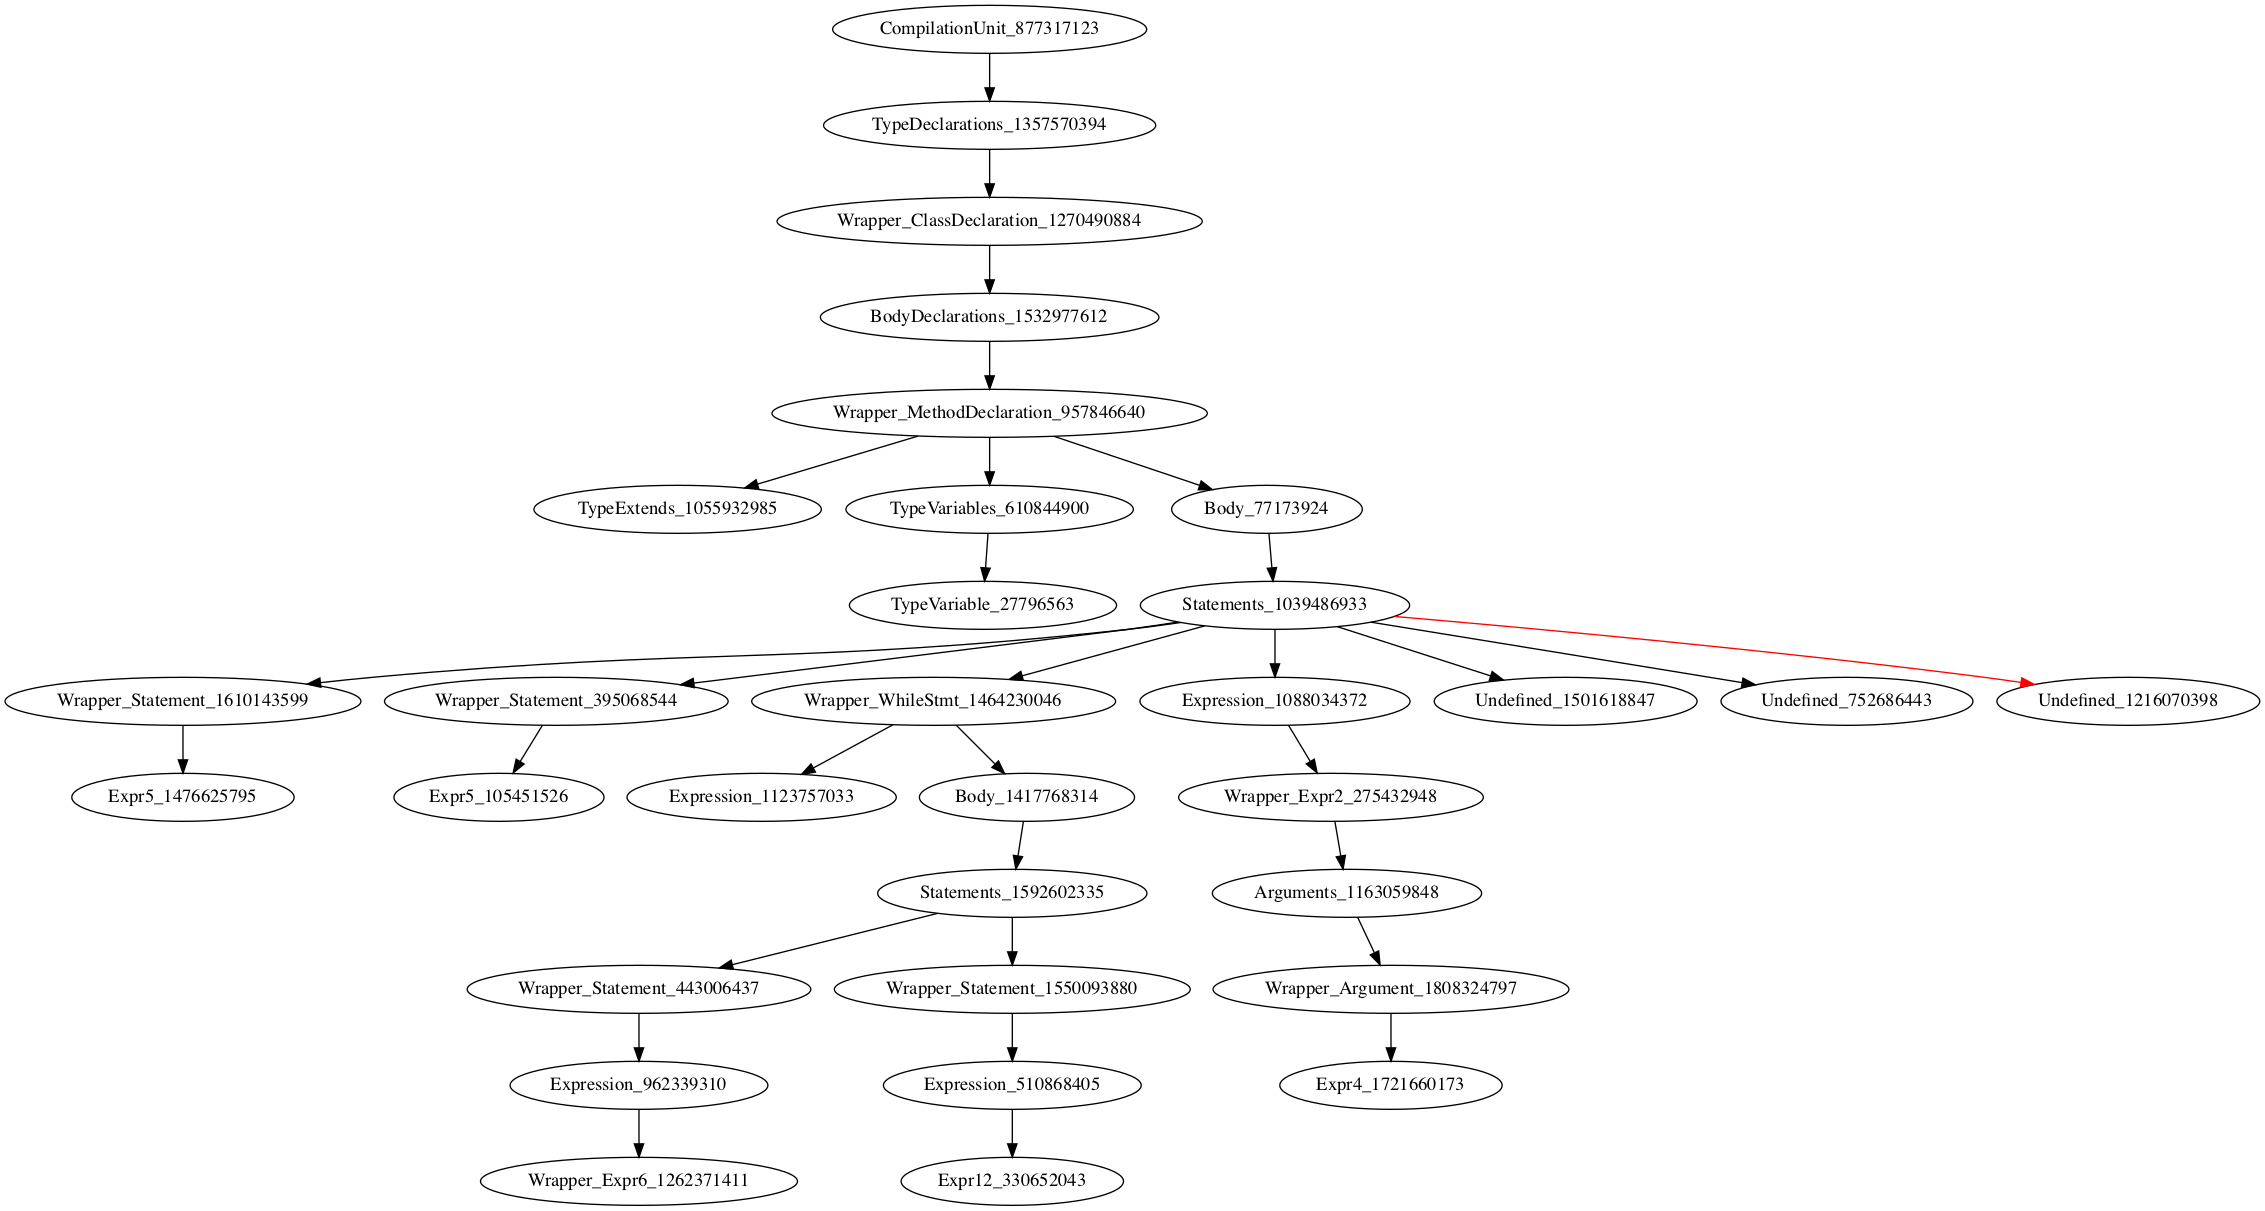 CompilationUnit_877317123
TypeDeclarations_1357570394
Wrapper_ClassDeclaration_1270490884
BodyDeclarations_1532977612
Wrapper_MethodDeclaration_957846640
TypeExtends_1055932985
TypeVariables_610844900
Body_77173924
TypeVariable_27796563
Statements_1039486933
Wrapper_Statement_1610143599
Wrapper_Statement_395068544
Wrapper_WhileStmt_1464230046
Expression_1088034372
Undefined_1501618847
Undefined_752686443
Undefined_1216070398
Expr5_1476625795
Expr5_105451526
Expression_1123757033
Body_1417768314
Wrapper_Expr2_275432948
Statements_1592602335
Arguments_1163059848
Wrapper_Statement_443006437
Wrapper_Statement_1550093880
Wrapper_Argument_1808324797
Expression_962339310
Expression_510868405
Expr4_1721660173
Wrapper_Expr6_1262371411
Expr12_330652043